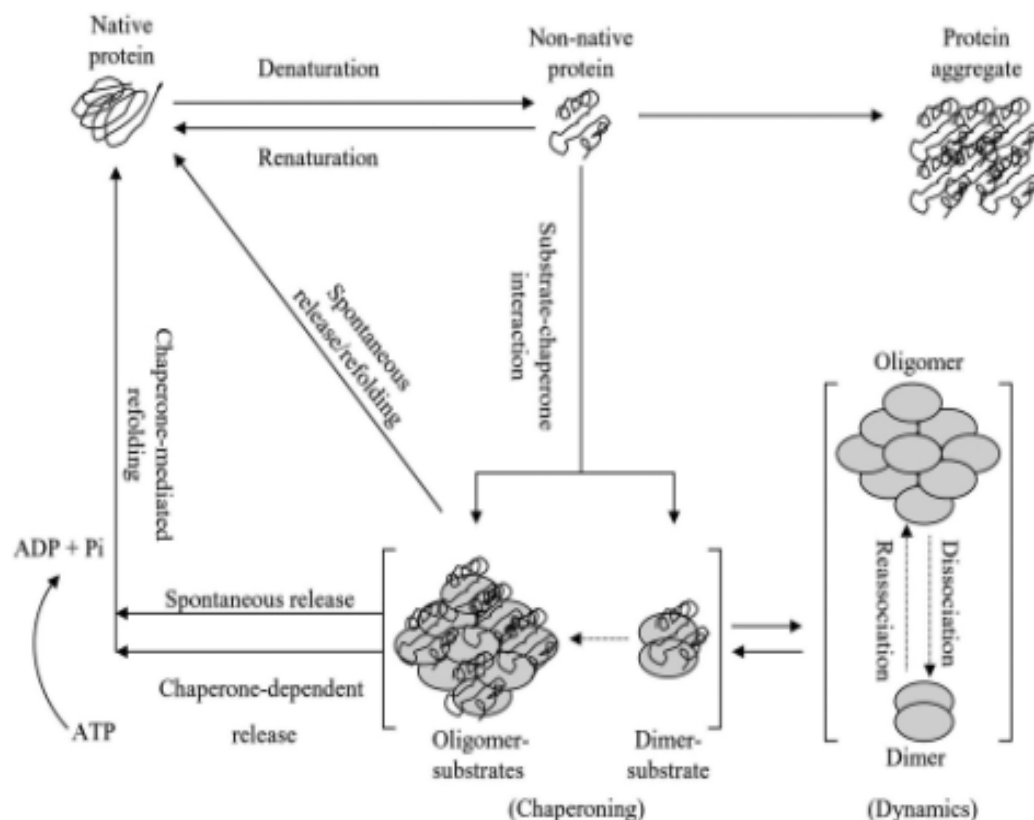 Native
protein
Non-native
protein
Protein
aggregate
Denaturation
Renaturation
Substrate-chaperone
interaction
Spontaneous
release/refolding
Chaperone-mediated
refolding
Oligomer
Reassociation
Dissociation
Dimer
ADP + Pi
ATP
Spontaneous release
Chaperone-dependent
release
Oligomer-
substrates
Dimer-
substrate
(Chaperoning)
(Dynamics)